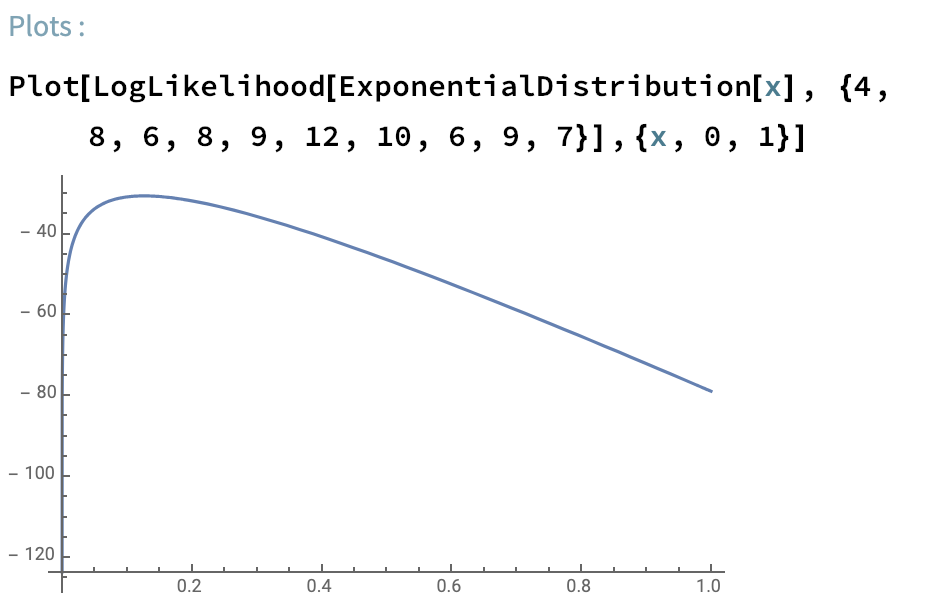 Plots :
Plot[LogLikelihood[ExponentialDistribution[x], {4,
8, 6, 8, 9, 12, 10, 6, 9, 7}],{x, 0, 1}]
– 40
– 60
– 80
– 100
– 120
0.2 0.4 0.6 0.8 1.0